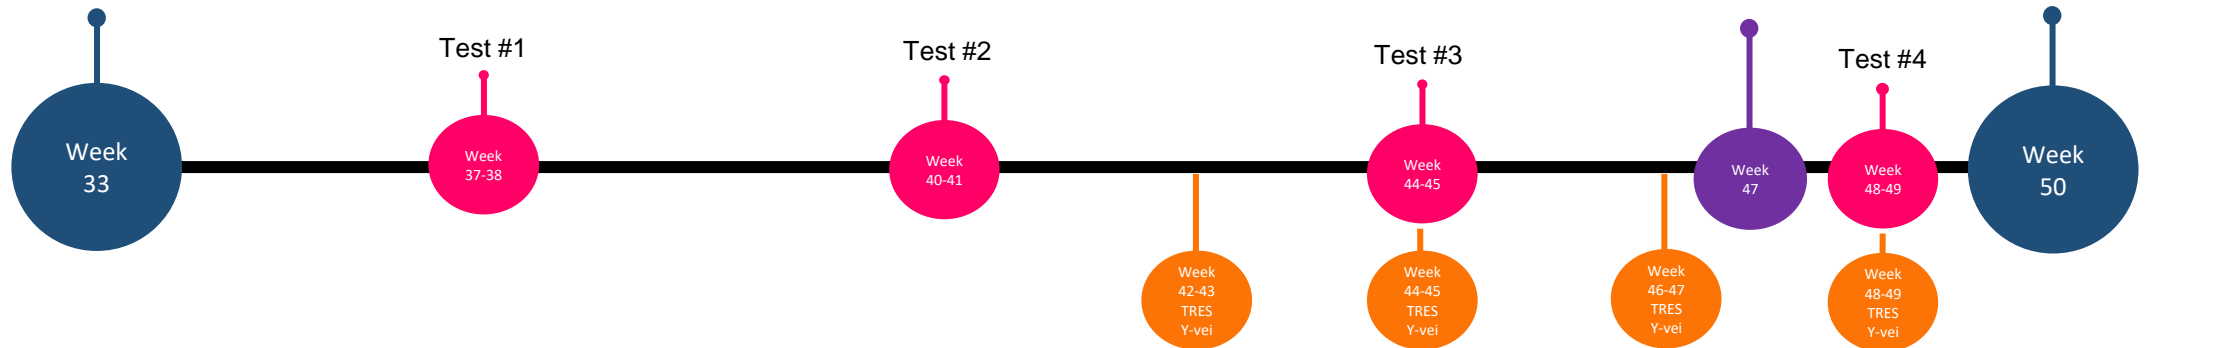 Week
33
Test #1
Week
37-38
Test #2
Week
40-41
Week
42-43
TRES
Y-vei
Test #3
Week
44-45
Week
44-45
TRES
Y-vei
Week
46-47
TRES
Y-vei
Week
47
Test #4
Week
48-49
Week
48-49
TRES
Y-vei
Week
50